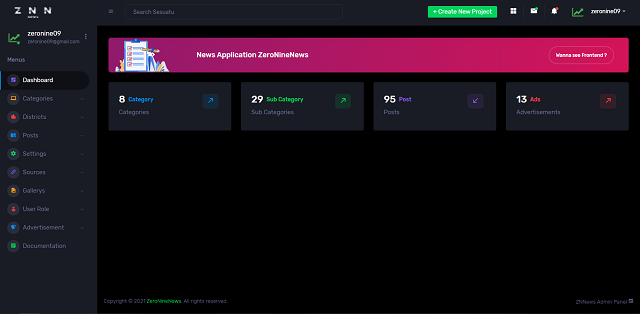 Z N N
NEWS
Search Sesuatu
+ Create New Project
zeronine09
zeronine09
zeronine09@gmail.com
Menus
Dashboard
Categories
Districts
Posts
Settings
Sources
Gallerys
User Role
Advertisement
Documentation
News Application ZeroNineNews
Wanna see Frontend ?
8 Category
Categories
29 Sub Category
Sub Categories
95 Post
Posts
13 Ads
Advertisements
Copyright © 2021 ZeroNineNews. All rights reserved.
ZNNews Admin Panel